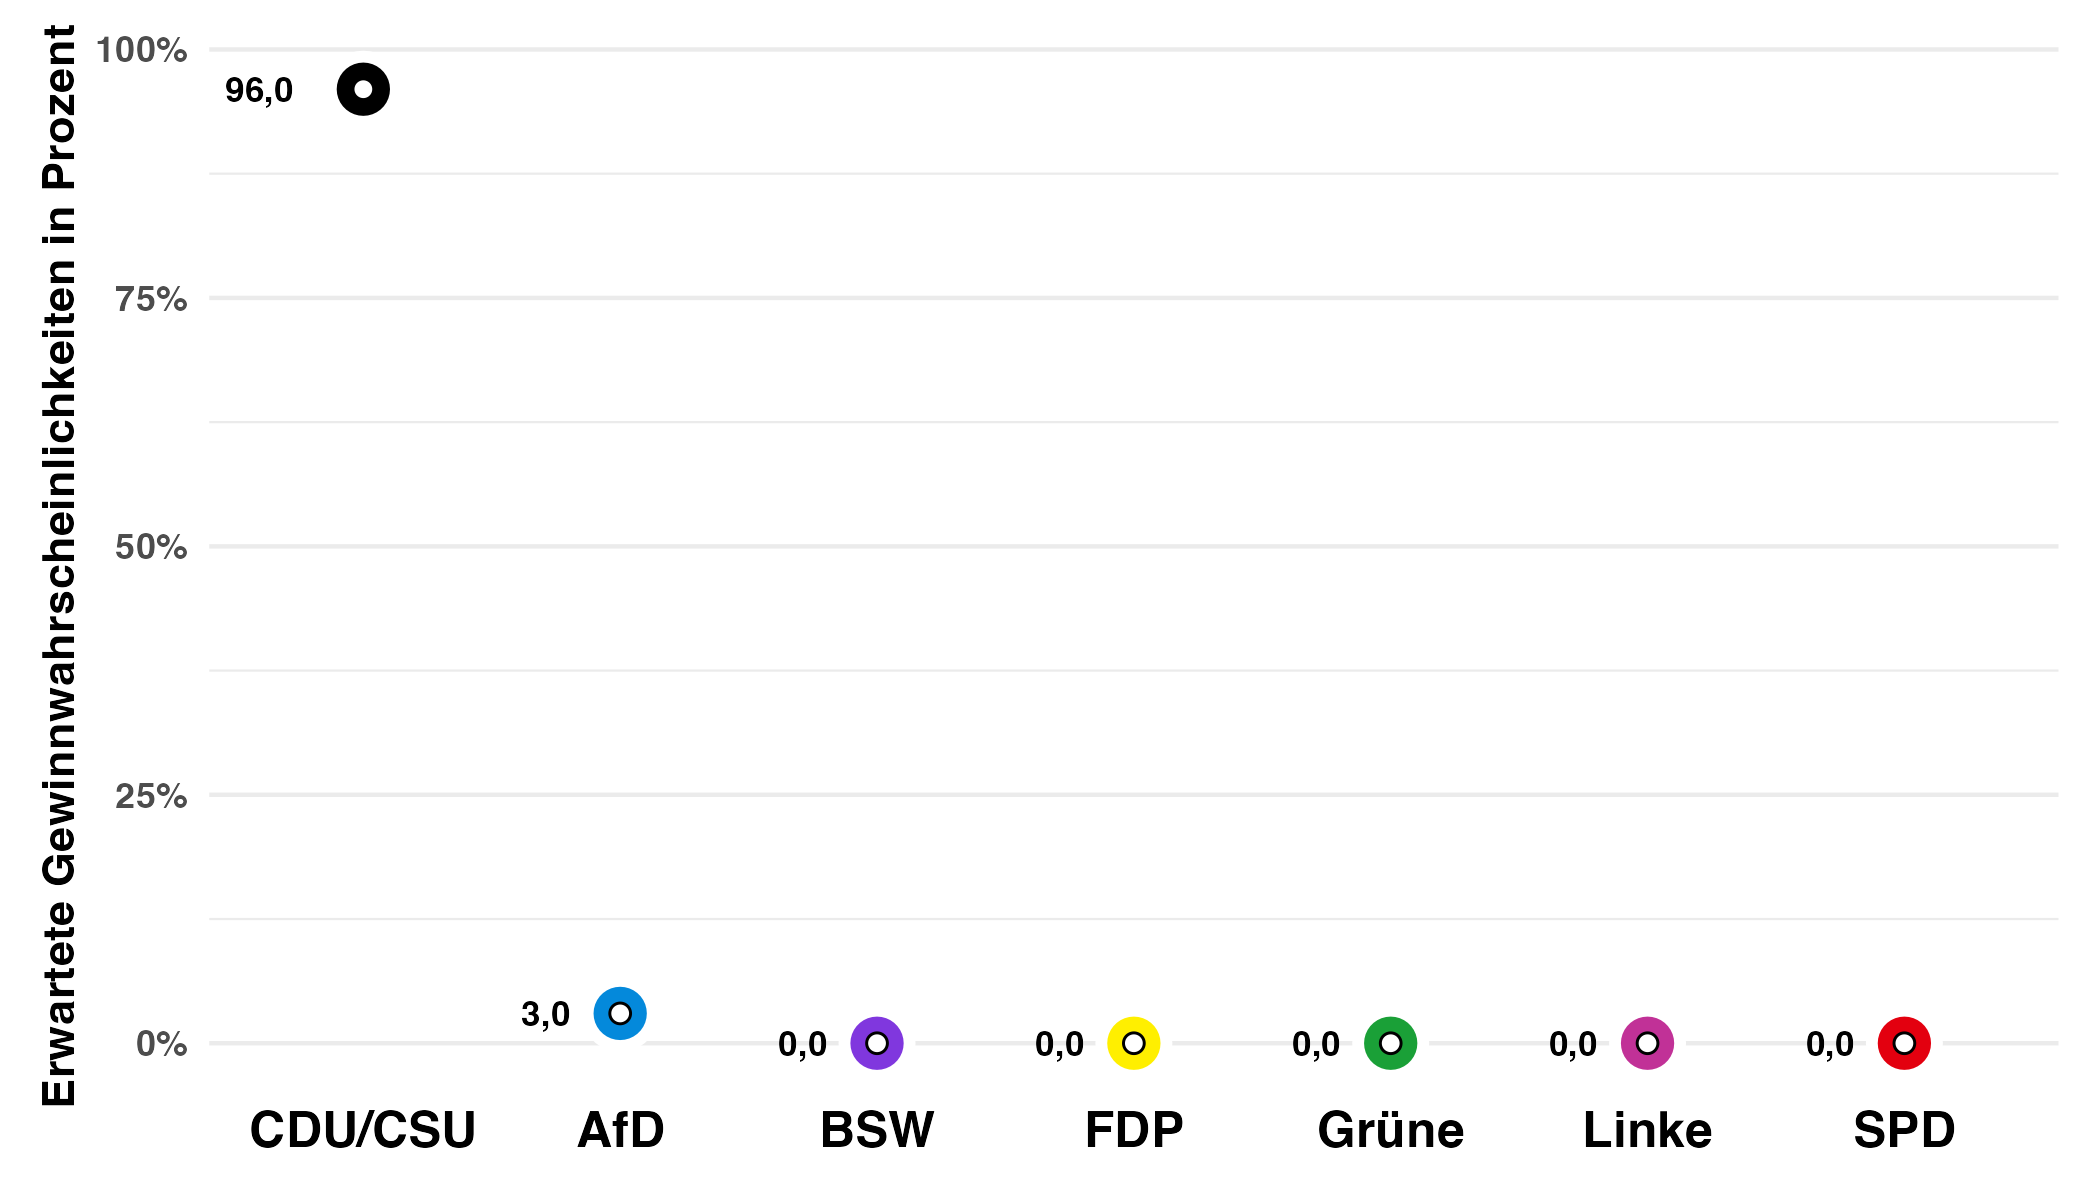 Erwartete Gewinnwahrscheinlichkeiten in Prozent
100%
75%
50%
25%
0%
96,0
3,0
0,0
0,0
0,0
0,0
0,0
CDU/CSU
AfD
BSW
FDP
Grüne
Linke
SPD